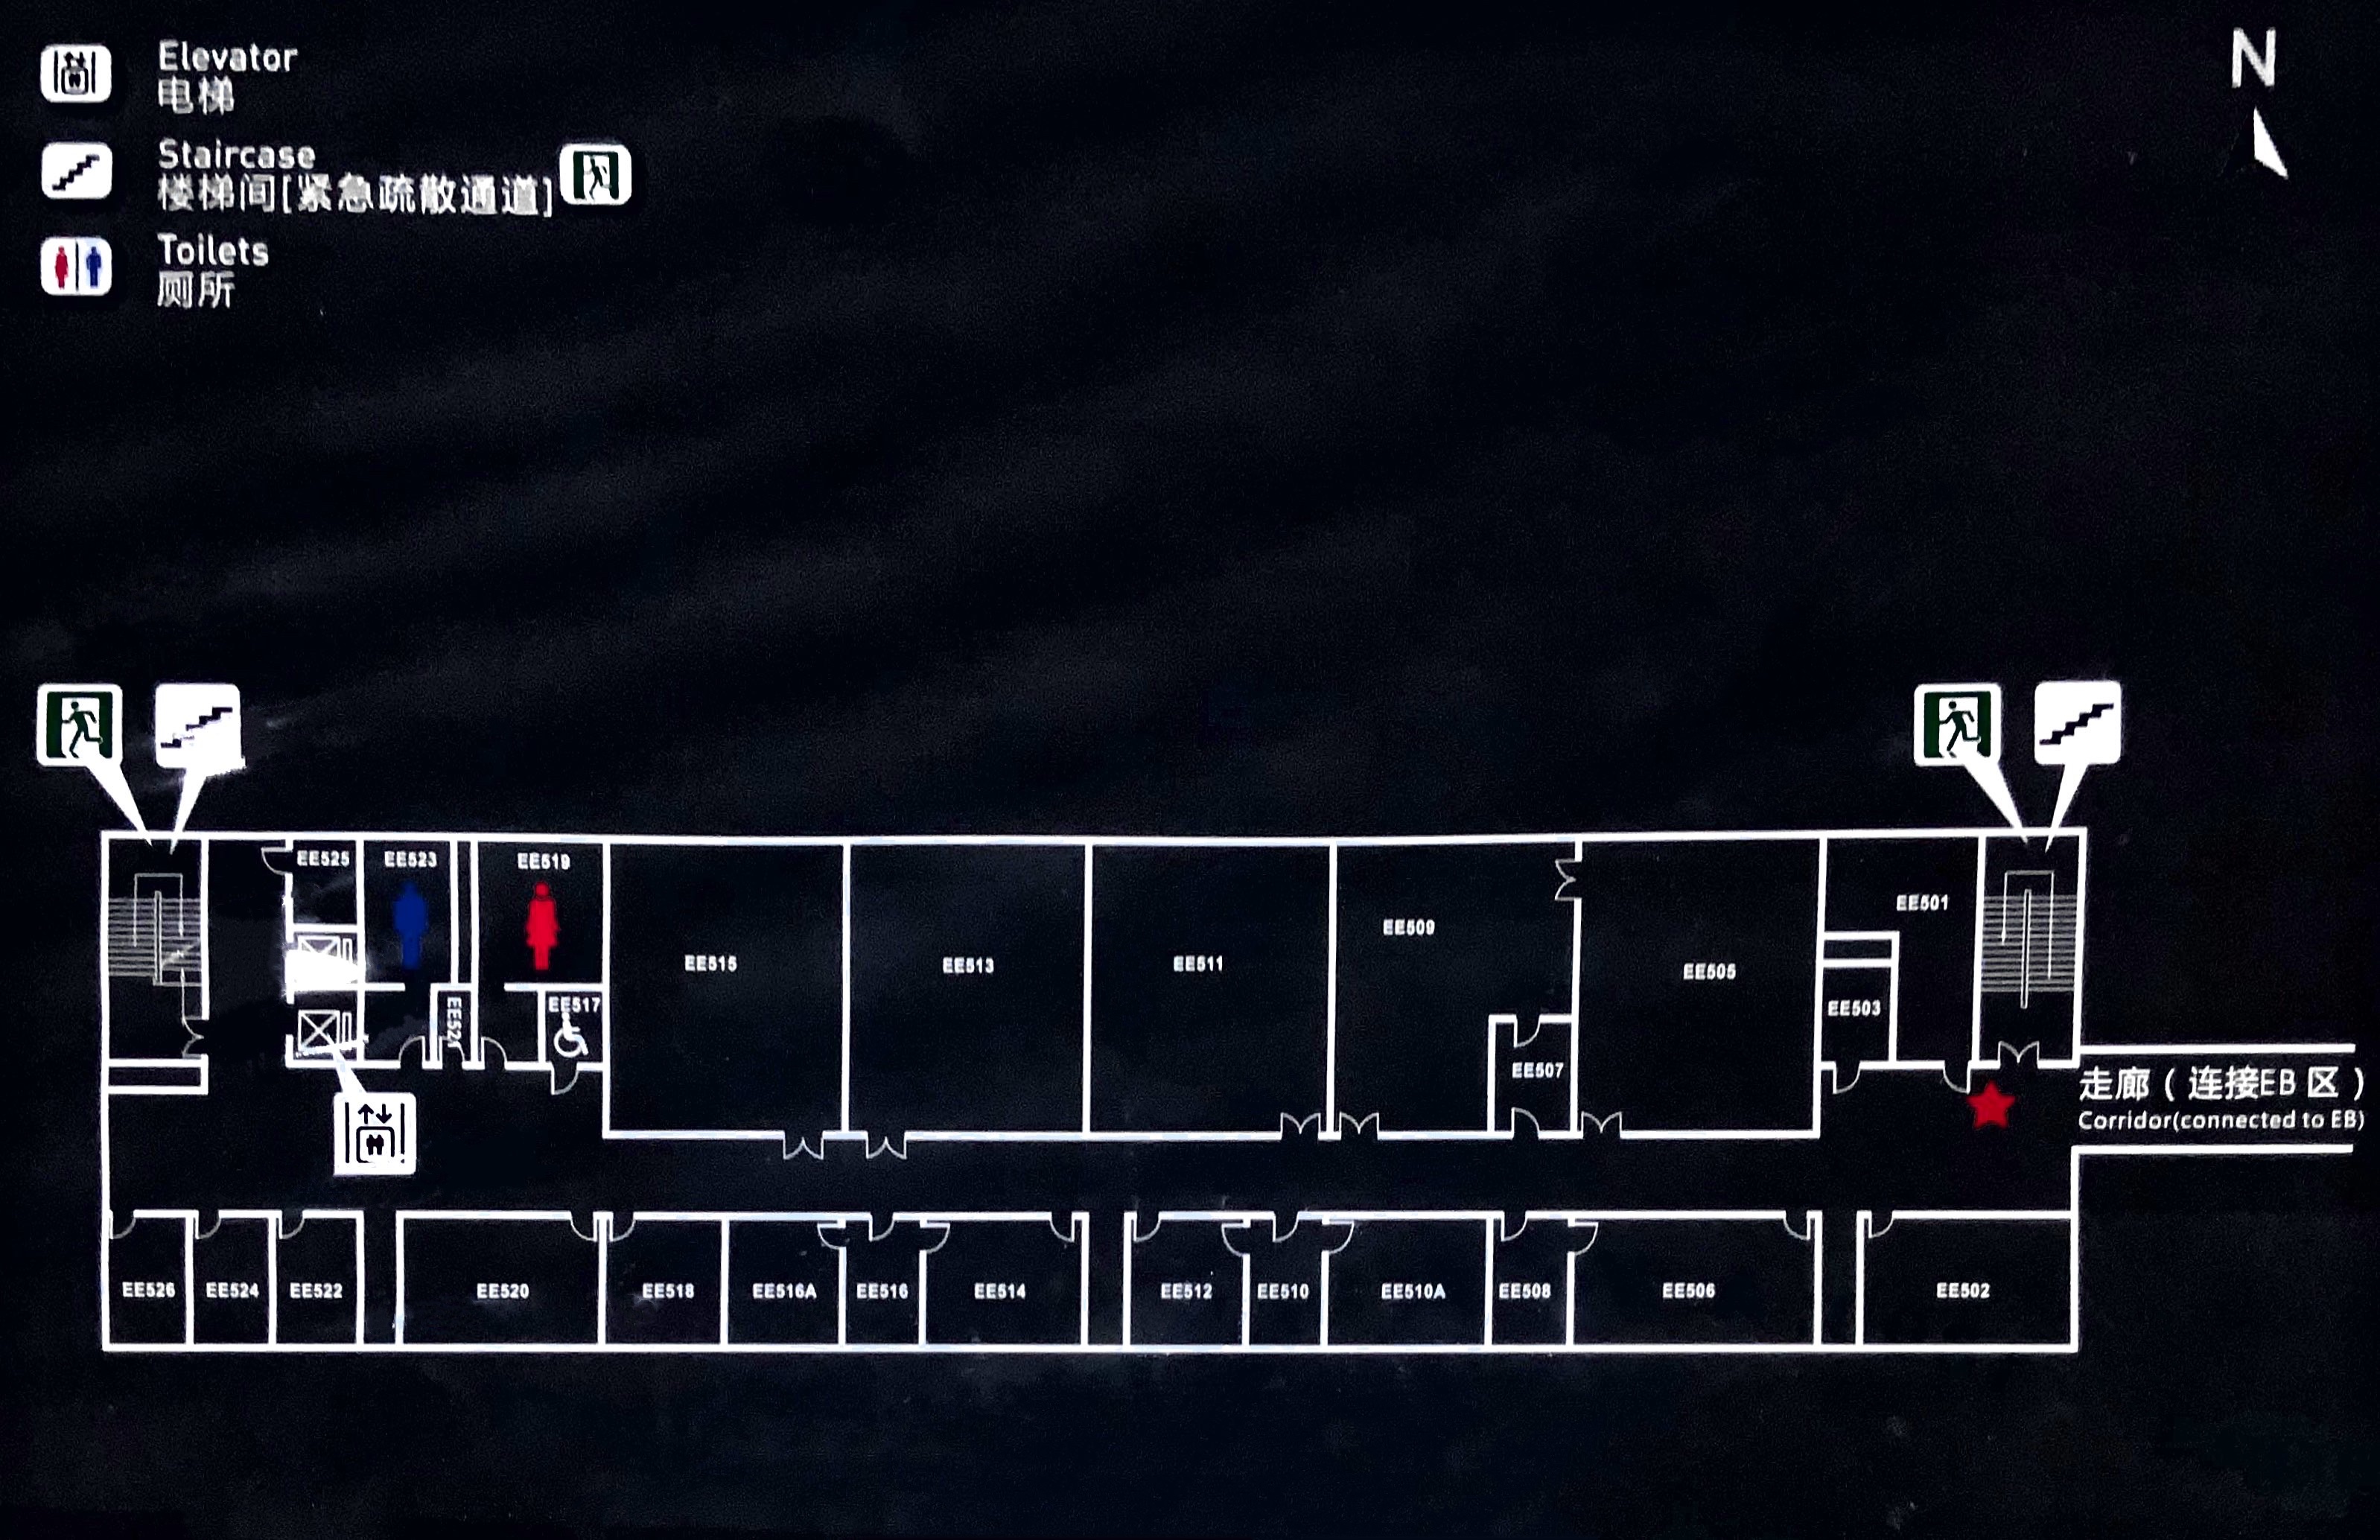 Elevator
电梯
Staircase
楼梯间[紧急疏散通道]
Toilets
厕所
N
EE525
EE523
EE519
EE521
EE517
EE515
EE513
EE511
EE509
EE507
EE505
EE501
EE503
走廊（连接EB 区）
Corridor(connected to EB)
EE526
EE524
EE522
EE520
EE518
EE516A
EE516
EE514
EE512
EE510
EE510A
EE508
EE506
EE502